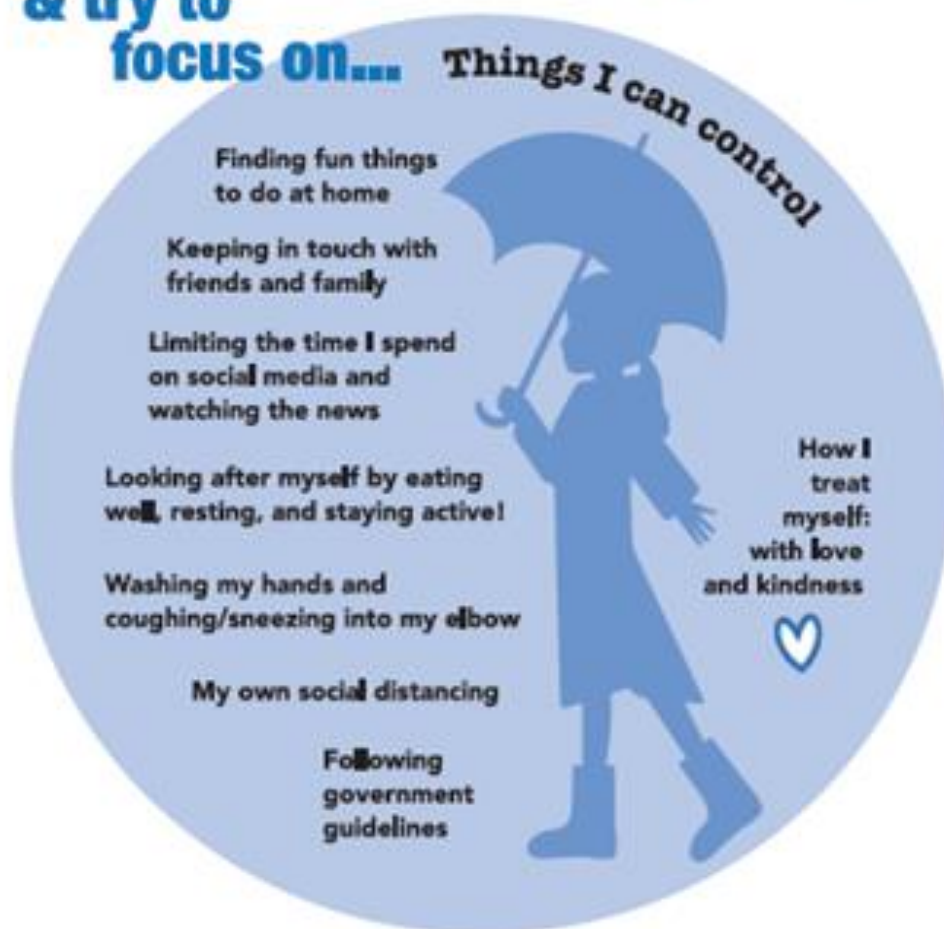 & try to
focus on...
Things I can control
Finding fun things
to do at home
Keeping in touch with
friends and family
Limiting the time I spend
on social media and
watching the news
Looking after myself by eating
well, resting, and staying active!
Washing my hands and
coughing/sneezing into my elbow
My own social distancing
Following
government
guidelines
How I
treat
myself:
with love
and kindness